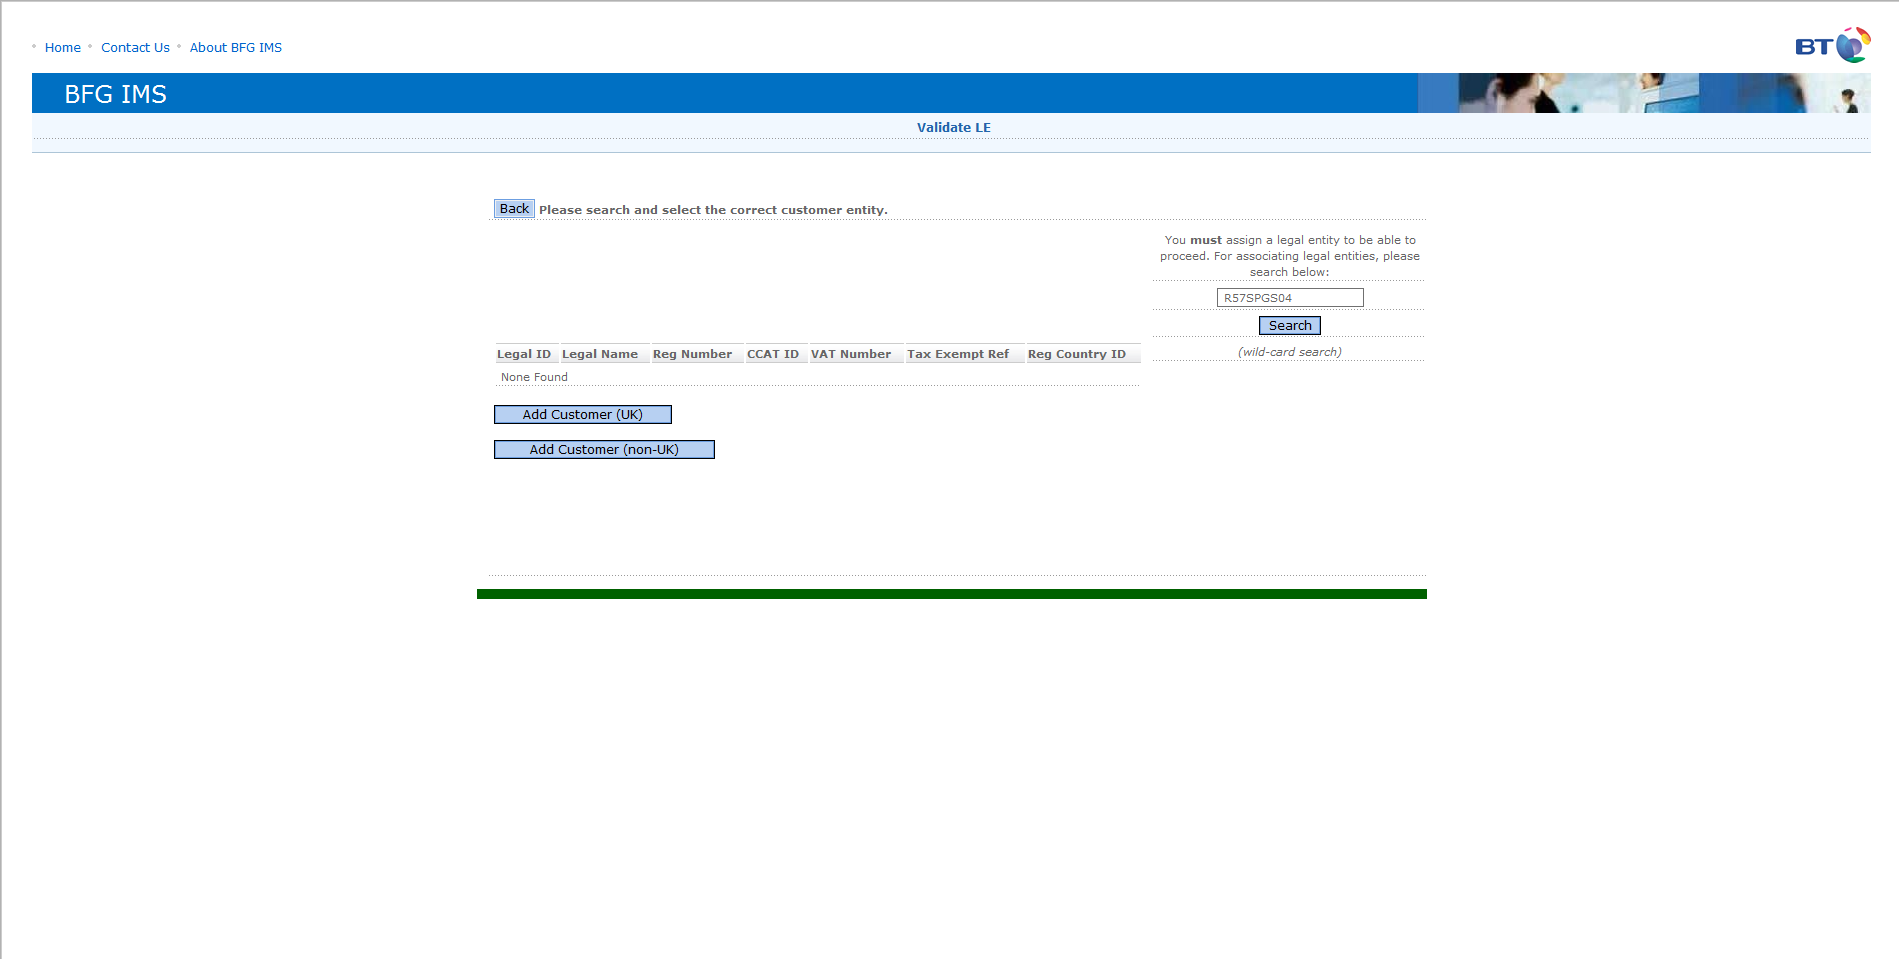 Home Contact Us About BFG IMS
BT
BFG IMS
Validate LE
Back Please search and select the correct customer entity.
You must assign a legal entity to be able to
proceed. For associating legal entities, please
search below:
R57SPGS04
Search
(wild-card search)
Legal ID Legal Name Reg Number CCAT ID VAT Number Tax Exempt Ref Reg Country ID
None Found
Add Customer (UK)
Add Customer (non-UK)